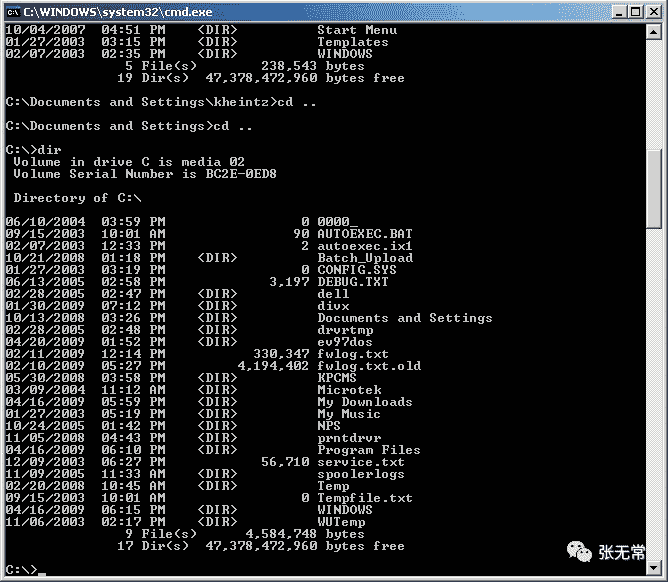 C:\WINDOWS\system32\cmd.exe
10/04/2007  04:51 PM    <DIR>          Start Menu
01/27/2003  03:15 PM    <DIR>          Templates
02/07/2003  02:35 PM    <DIR>          WINDOWS
               5 File(s)        238,543 bytes
              19 Dir(s)  47,378,472,960 bytes free
C:\Documents and Settings\kheintz>cd ..
C:\Documents and Settings>cd ..
C:\>dir
 Volume in drive C is media 02
 Volume Serial Number is BC2E-0ED8
 Directory of C:\
06/10/2004  03:59 PM                 0 0000_
09/15/2003  10:01 AM                90 AUTOEXEC.BAT
02/07/2003  12:33 PM                 2 autoexec.ix1
10/21/2008  01:18 PM    <DIR>          Batch_Upload
01/27/2003  03:19 PM                 0 CONFIG.SYS
06/13/2005  02:58 PM             3,197 DEBUG.TXT
02/28/2005  02:47 PM    <DIR>          dell
01/30/2009  07:12 PM    <DIR>          divx
10/13/2008  03:26 PM    <DIR>          Documents and Settings
02/28/2005  02:48 PM    <DIR>          drvrtmp
04/20/2009  01:52 PM    <DIR>          ev97dos
02/11/2009  12:14 PM           330,347 fwlog.txt
02/10/2009  05:27 PM         4,194,402 fwlog.txt.old
05/30/2008  03:58 PM    <DIR>          KPCMS
03/09/2004  11:12 AM    <DIR>          Microtek
04/16/2009  05:59 PM    <DIR>          My Downloads
01/27/2003  05:19 PM    <DIR>          My Music
10/24/2005  01:42 PM    <DIR>          NPS
11/05/2008  04:43 PM    <DIR>          prntdrvr
04/16/2009  06:10 PM    <DIR>          Program Files
12/09/2003  06:27 PM            56,710 service.txt
11/09/2005  11:33 AM    <DIR>          spoolerlogs
02/20/2008  10:45 AM    <DIR>          Temp
09/15/2003  10:01 AM                 0 Tempfile.txt
04/16/2009  06:15 PM    <DIR>          WINDOWS
11/06/2003  02:17 PM    <DIR>          WUTemp
               9 File(s)      4,584,748 bytes
              17 Dir(s)  47,378,472,960 bytes free
C:\>_
张无常